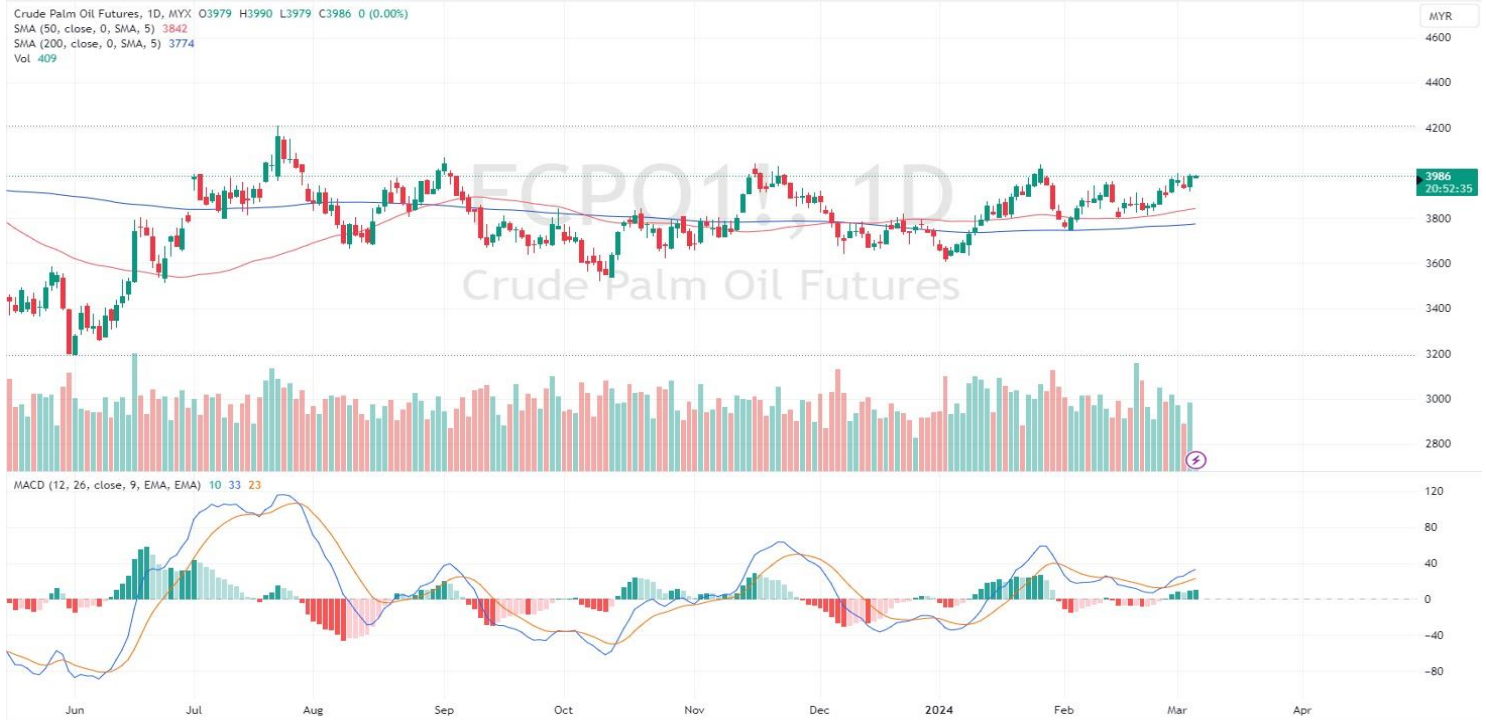 Crude Palm Oil Futures, 1D, MYX O3979 H3990 L3979 C3986 0 (0.00%)
SMA (50, close, 0, SMA, 5) 3842
SMA (200, close, 0, SMA, 5) 3774
Vol 409
MYR
4600
4400
4200
3986
20:52:35
3800
3600
3400
3200
3000
2800
FCPO1!, 1D
Crude Palm Oil Futures
MACD (12, 26, close, 9, EMA, EMA) 10 33 23
120
80
40
0
−40
−80
Jun Jul Aug Sep Oct Nov Dec 2024 Feb Mar Apr